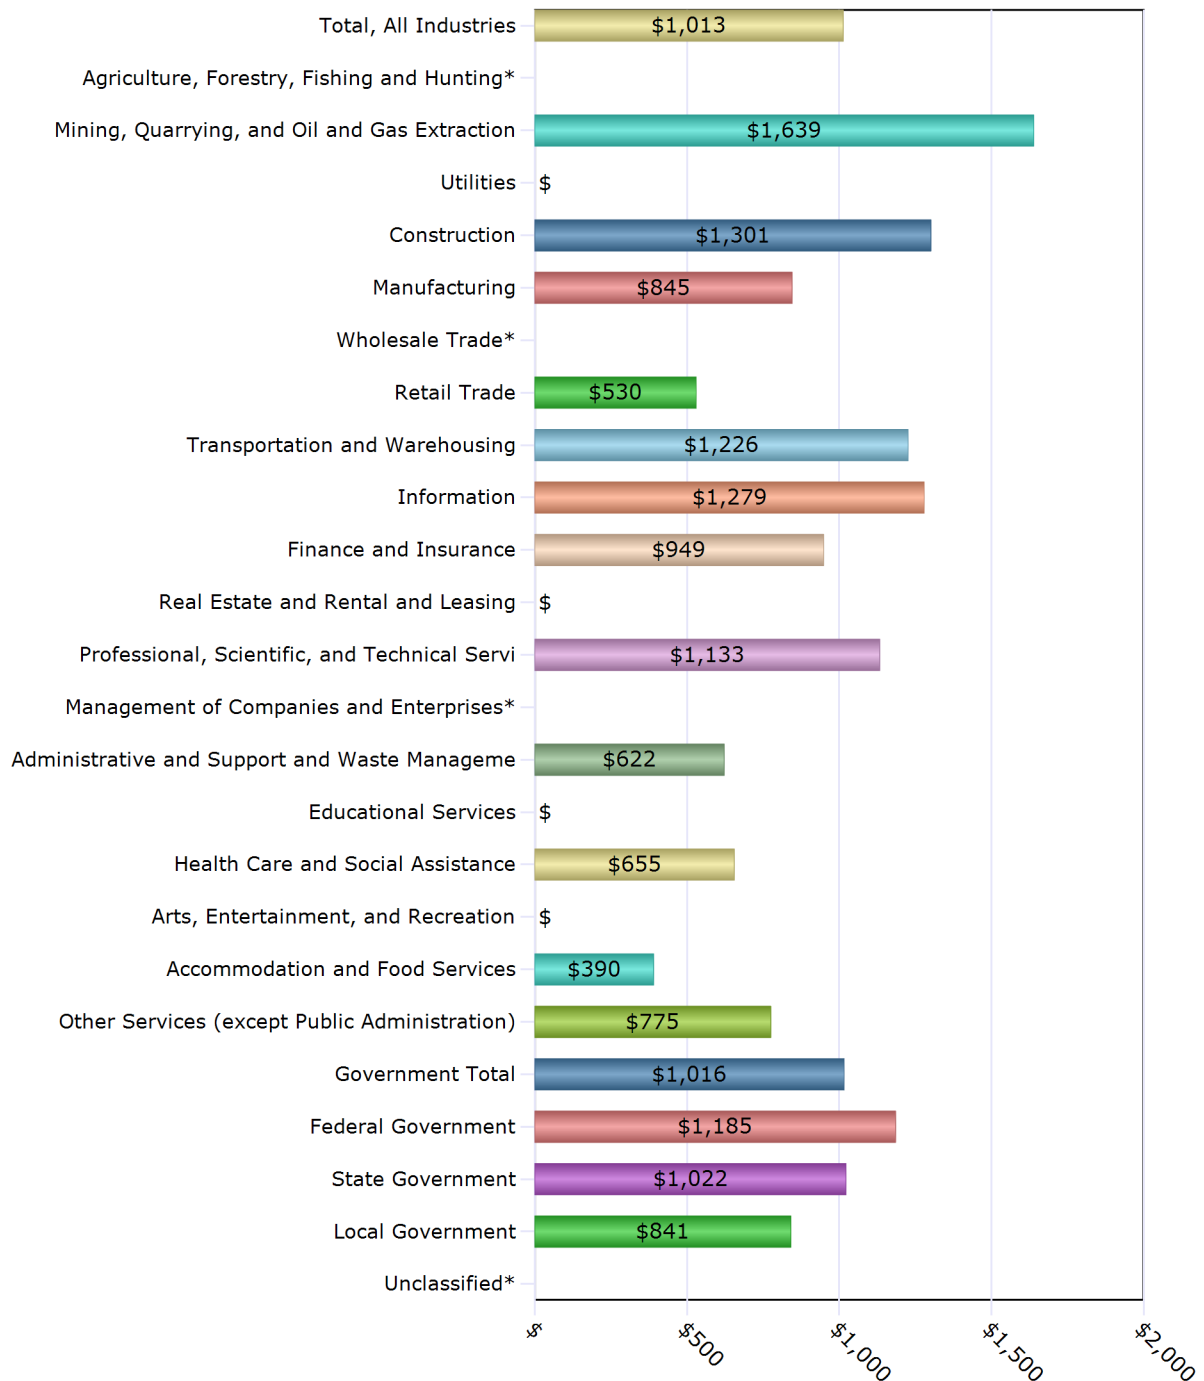 Total, All Industries $1,013
Agriculture, Forestry, Fishing and Hunting*
Mining, Quarrying, and Oil and Gas Extraction $1,639
Utilities $
Construction $1,301
Manufacturing $845
Wholesale Trade*
Retail Trade $530
Transportation and Warehousing $1,226
Information $1,279
Finance and Insurance $949
Real Estate and Rental and Leasing $
Professional, Scientific, and Technical Servi $1,133
Management of Companies and Enterprises*
Administrative and Support and Waste Manageme $622
Educational Services $
Health Care and Social Assistance $655
Arts, Entertainment, and Recreation $
Accommodation and Food Services $390
Other Services (except Public Administration) $775
Government Total $1,016
Federal Government $1,185
State Government $1,022
Local Government $841
Unclassified*
$ $500 $1,000 $1,500 $2,000